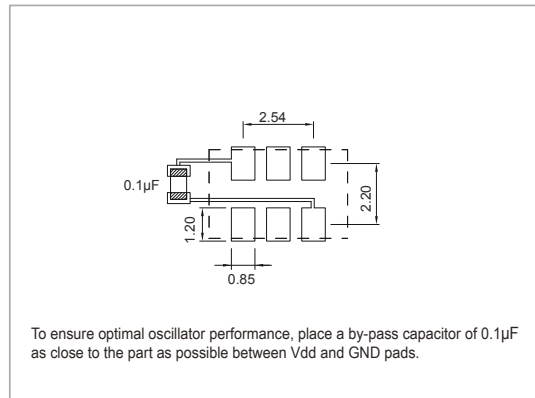 2.54
0.1µF
2.20
1.20
0.85
To ensure optimal oscillator performance, place a by-pass capacitor of 0.1µF
as close to the part as possible between Vdd and GND pads.